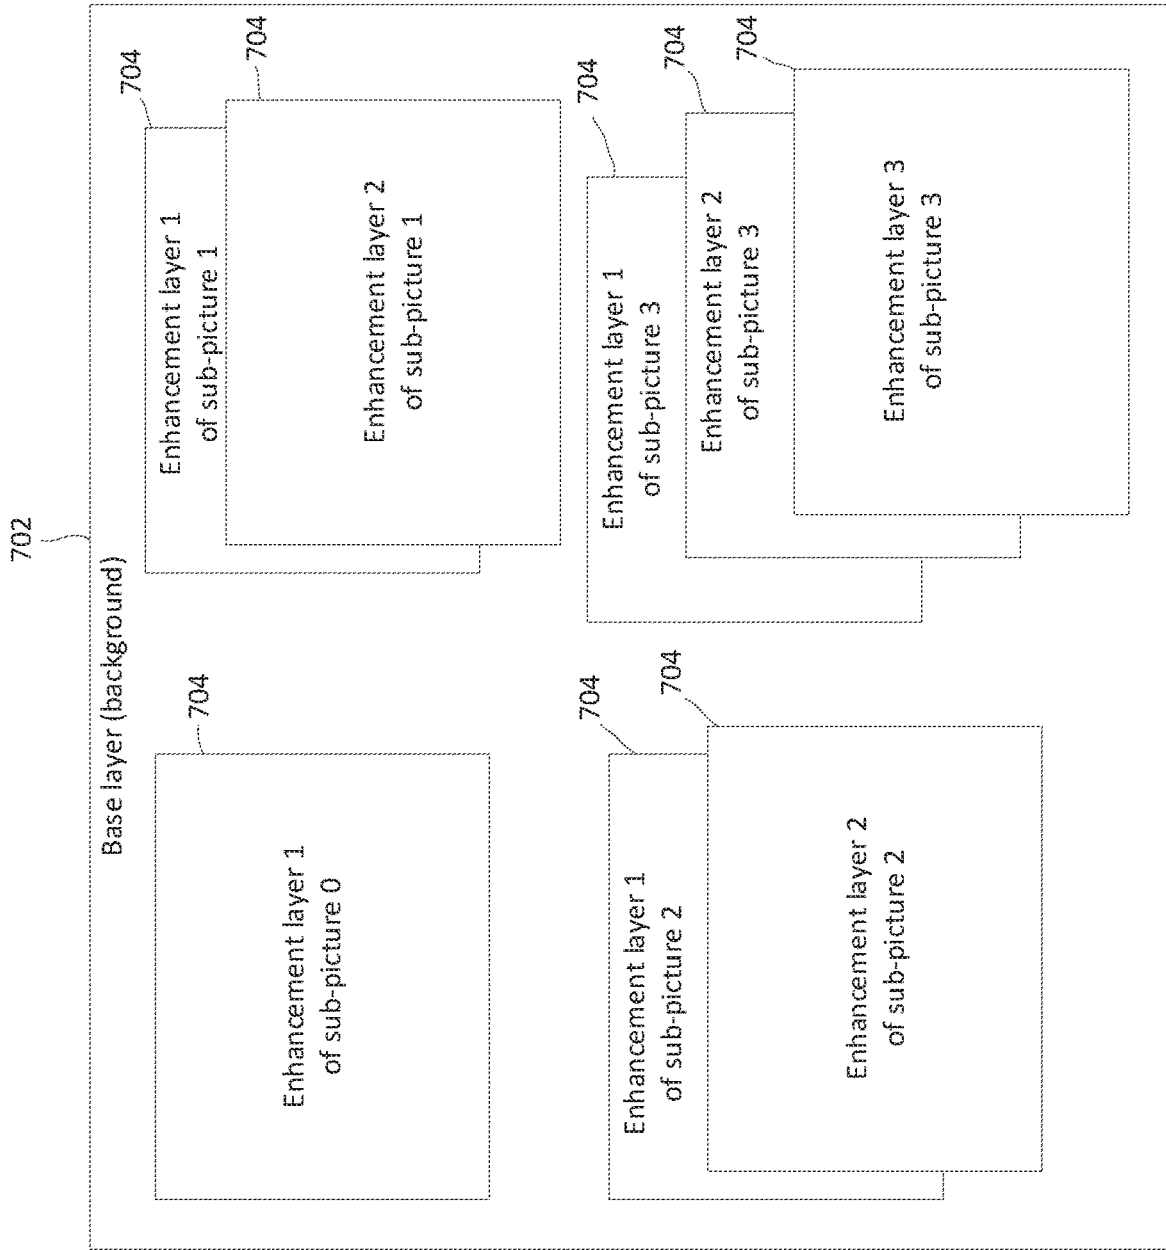 702
Base layer (background)
704
Enhancement layer 1
of sub-picture 0
704
704
Enhancement layer 1
of sub-picture 1
Enhancement layer 2
of sub-picture 1
704
704
Enhancement layer 1
of sub-picture 2
Enhancement layer 2
of sub-picture 2
704
704
704
Enhancement layer 1
of sub-picture 3
Enhancement layer 2
of sub-picture 3
Enhancement layer 3
of sub-picture 3